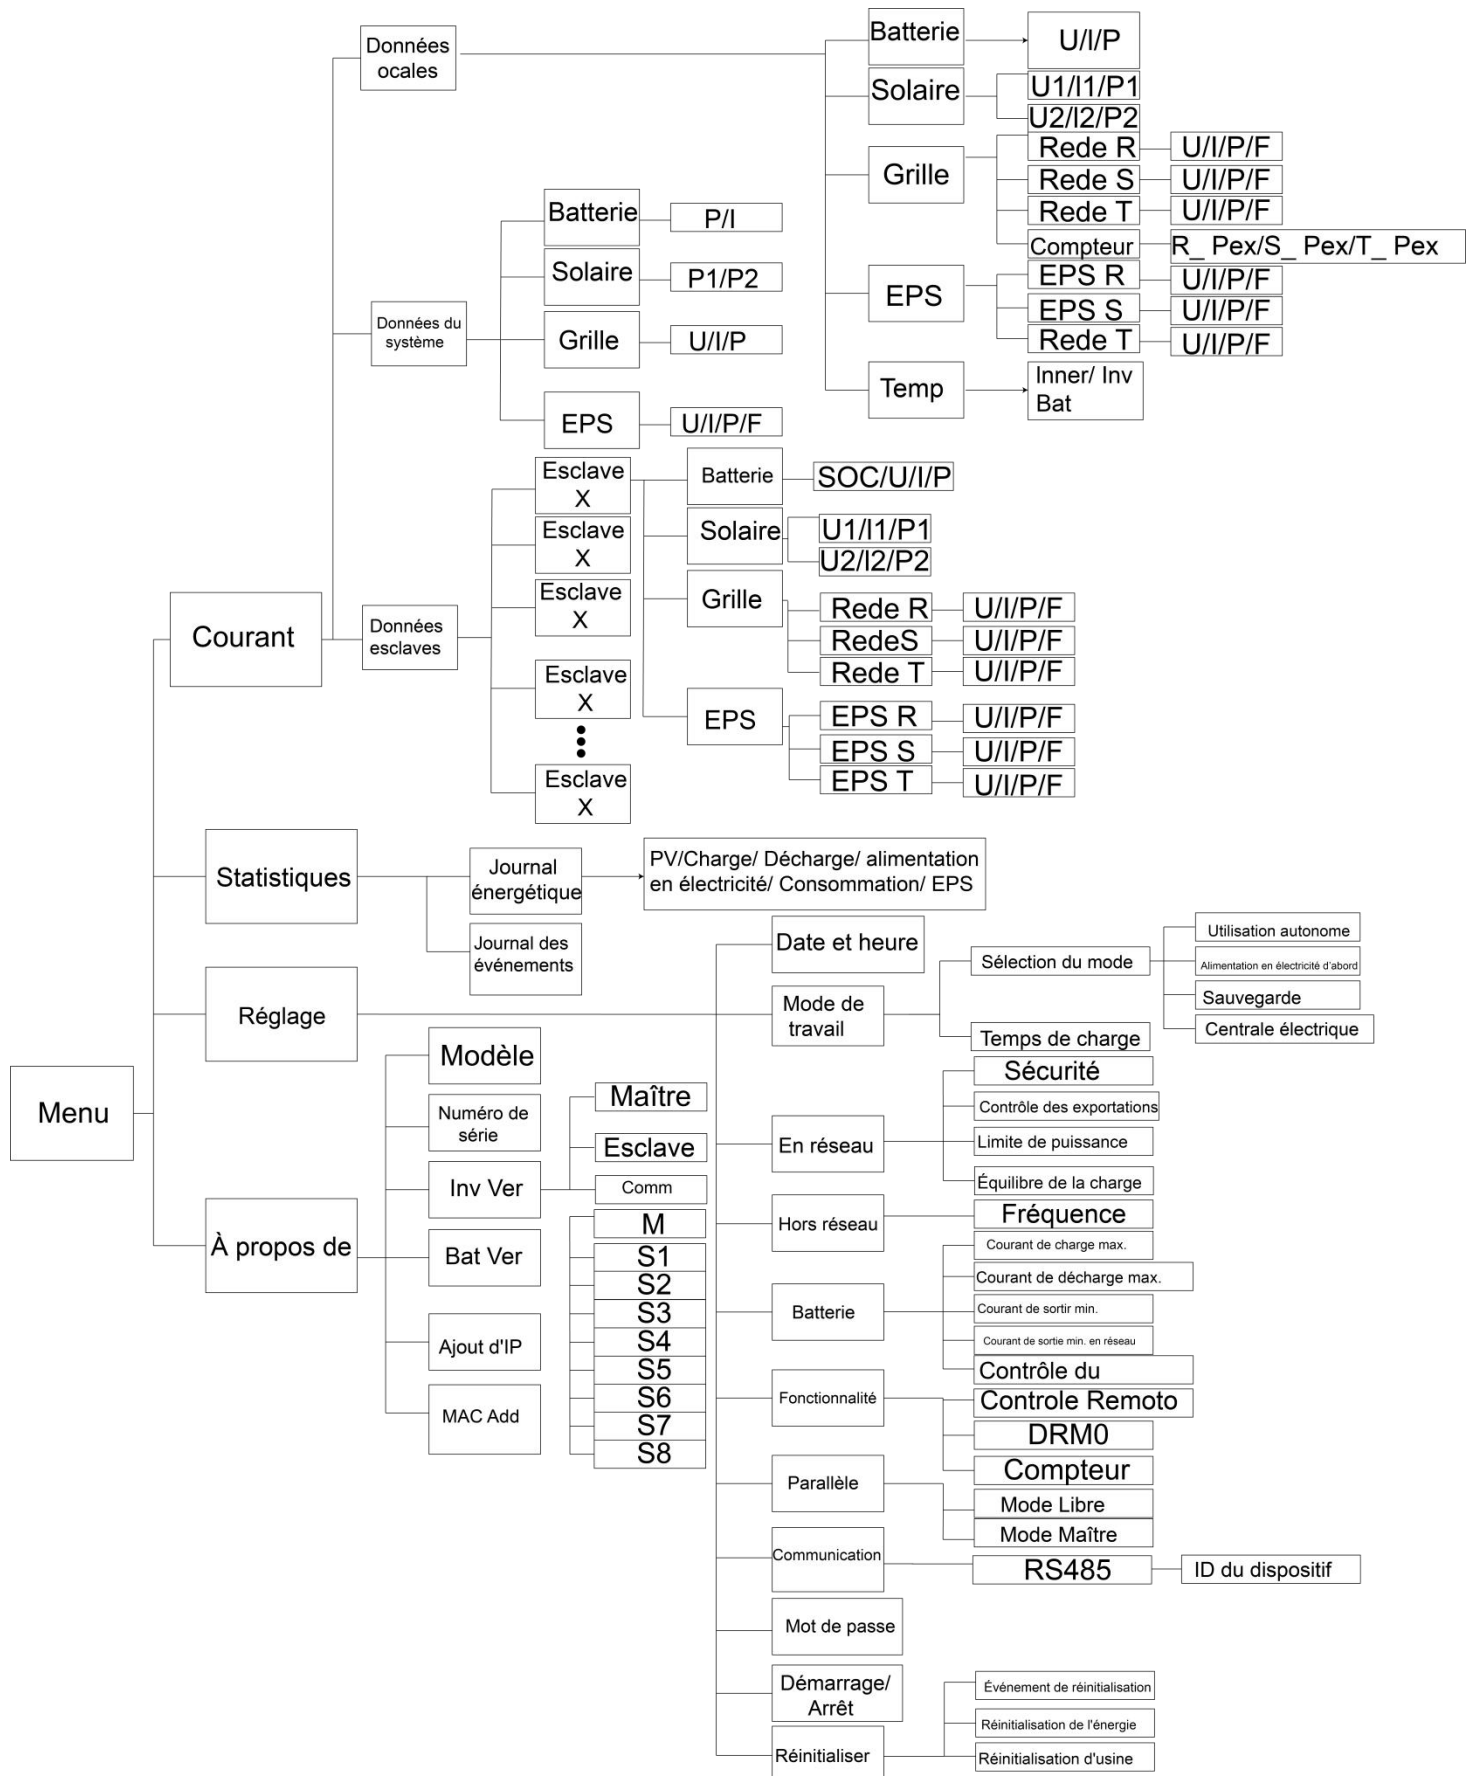 Menu
Courant
Données
ocales
Batterie
U/I/P
Solaire
U1/I1/P1
U2/I2/P2
Grille
Rede R
U/I/P/F
Rede S
U/I/P/F
Rede T
U/I/P/F
Compteur
R_ Pex/S_ Pex/T_ Pex
EPS
EPS R
U/I/P/F
EPS S
U/I/P/F
Rede T
U/I/P/F
Temp
Inner/ Inv
Bat
Données du
système
Batterie
P/I
Solaire
P1/P2
Grille
U/I/P
EPS
U/I/P/F
Données
esclaves
Esclave
X
Esclave
X
Esclave
X
Esclave
X
Esclave
X
Batterie
SOC/U/I/P
Solaire
U1/I1/P1
U2/I2/P2
Grille
Rede R
U/I/P/F
RedeS
U/I/P/F
Rede T
U/I/P/F
EPS
EPS R
U/I/P/F
EPS S
U/I/P/F
EPS T
U/I/P/F
Statistiques
Journal
énergétique
PV/Charge/ Décharge/ alimentation
en électricité/ Consommation/ EPS
Journal des
événements
Réglage
Date et heure
Mode de
travail
Sélection du mode
Utilisation autonome
Alimentation en électricité d'abord
Sauvegarde
Centrale électrique
Temps de charge
En réseau
Sécurité
Contrôle des exportations
Limite de puissance
Équilibre de la charge
Hors réseau
Fréquence
Batterie
Courant de charge max.
Courant de décharge max.
Courant de sortir min.
Courant de sortie min. en réseau
Contrôle du
Fonctionnalité
Controle Remoto
DRM0
Compteur
Parallèle
Mode Libre
Mode Maître
Communication
RS485
ID du dispositif
Mot de passe
Démarrage/
Arrêt
Réinitialiser
Événement de réinitialisation
Réinitialisation de l'énergie
Réinitialisation d'usine
À propos de
Modèle
Numéro de
série
Inv Ver
Maître
Esclave
Comm
Bat Ver
M
S1
S2
S3
S4
S5
S6
S7
S8
Ajout d'IP
MAC Add